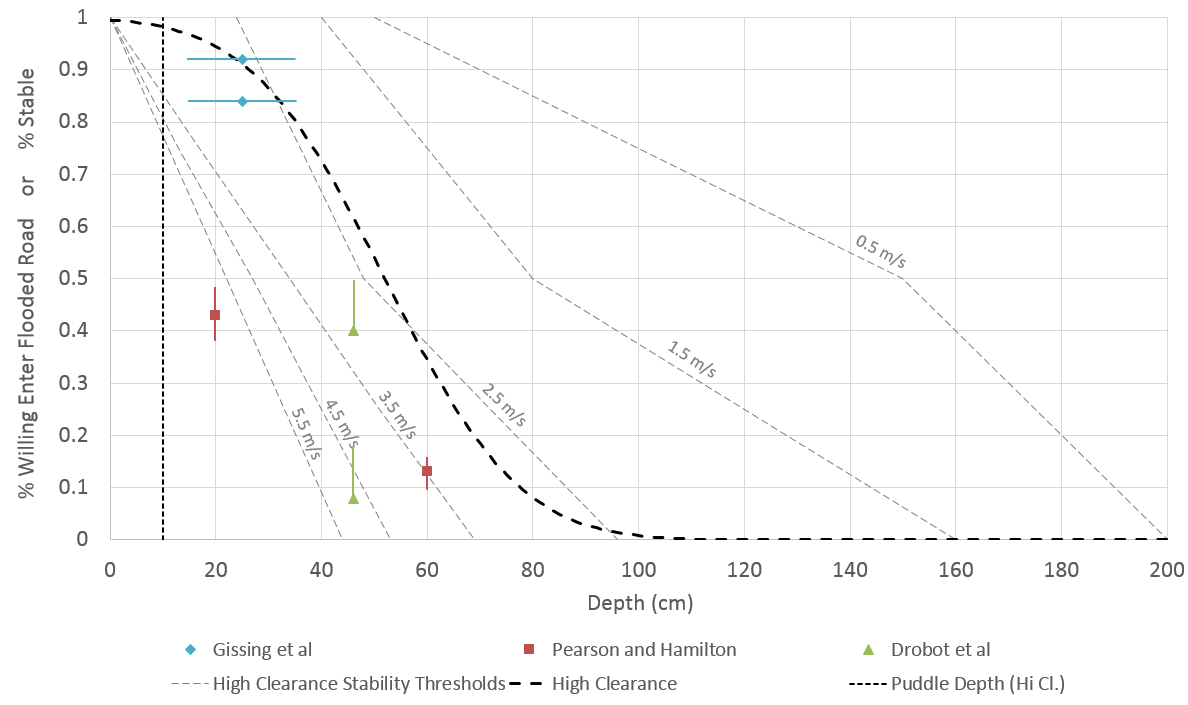 % Willing Enter Flooded Road or % Stable
1
0.9
0.8
0.7
0.6
0.5
0.4
0.3
0.2
0.1
0
0.5 m/s
1.5 m/s
2.5 m/s
3.5 m/s
4.5 m/s
5.5 m/s
0 20 40 60 80 100 120 140 160 180 200
Depth (cm)
Gissing et al Pearson and Hamilton Drobot et al
High Clearance Stability Thresholds High Clearance Puddle Depth (Hi Cl.)